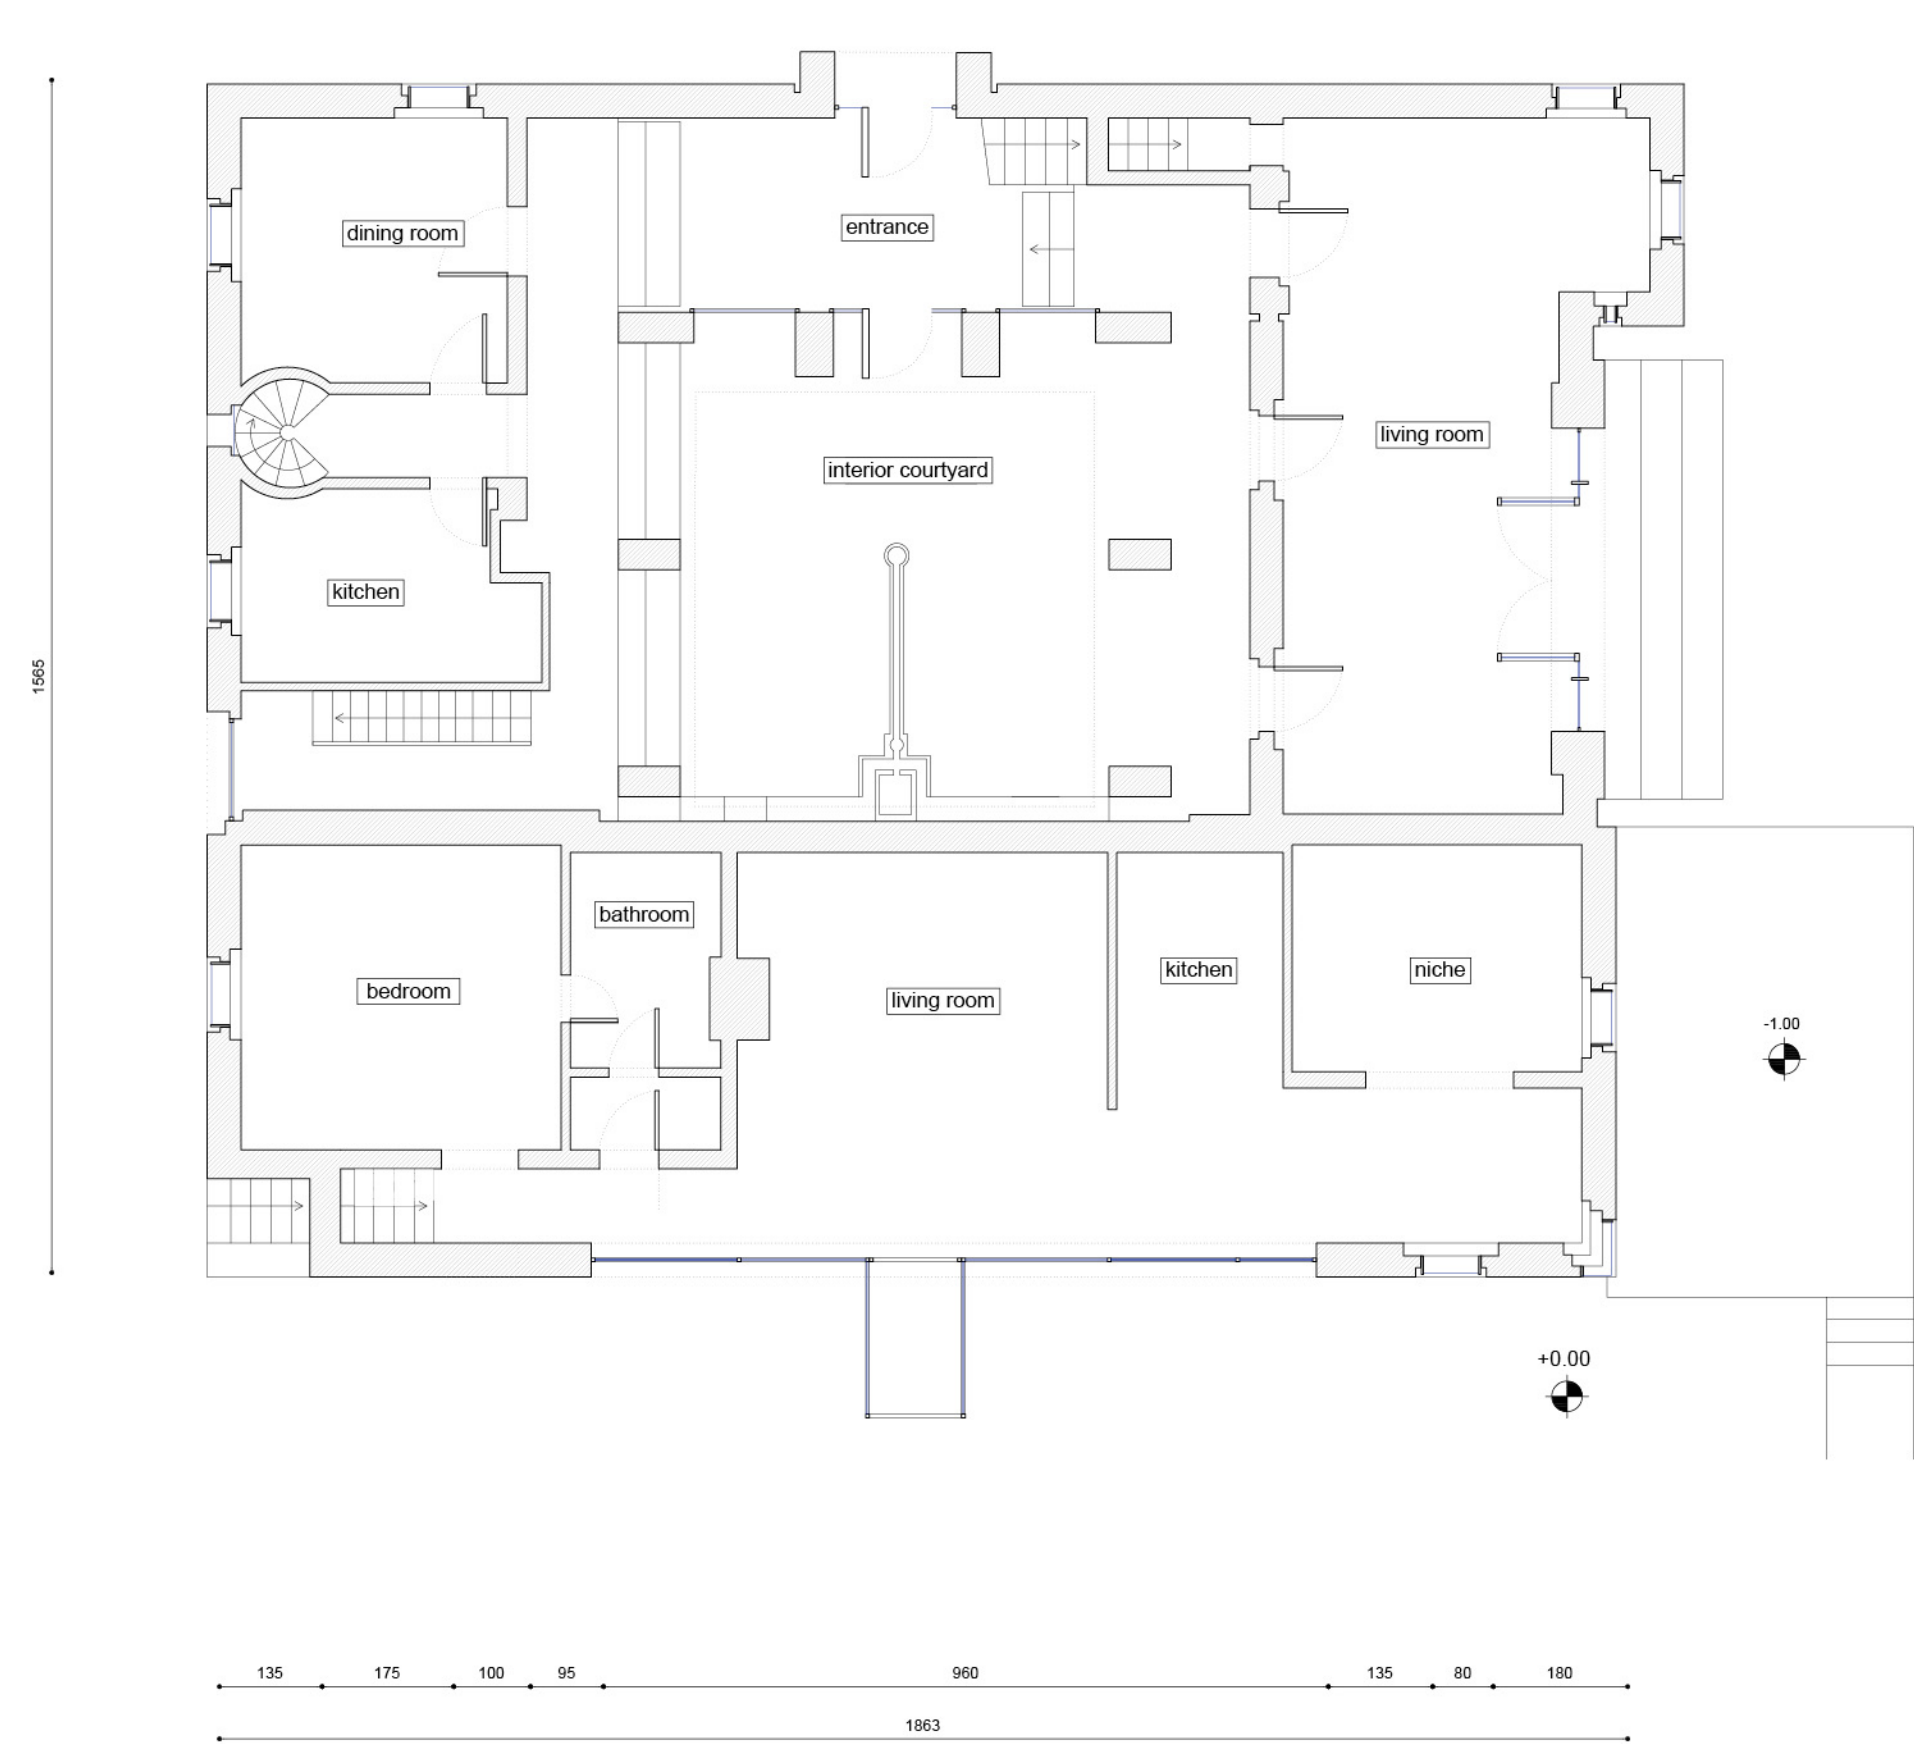 entrance
dining room
living room
interior courtyard
kitchen
1565
bathroom
kitchen
niche
bedroom
living room
-1.00
+0.00
135 175 100 95 960 135 80 180
1863